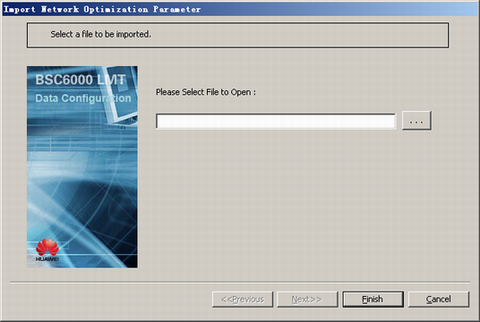 Import Network Optimization Parameter
Select a file to be imported.
BSC6000 LMT
Data Configuration
Please Select File to Open :
...
HUAWEI
<<Previous
Next>>
Finish
Cancel